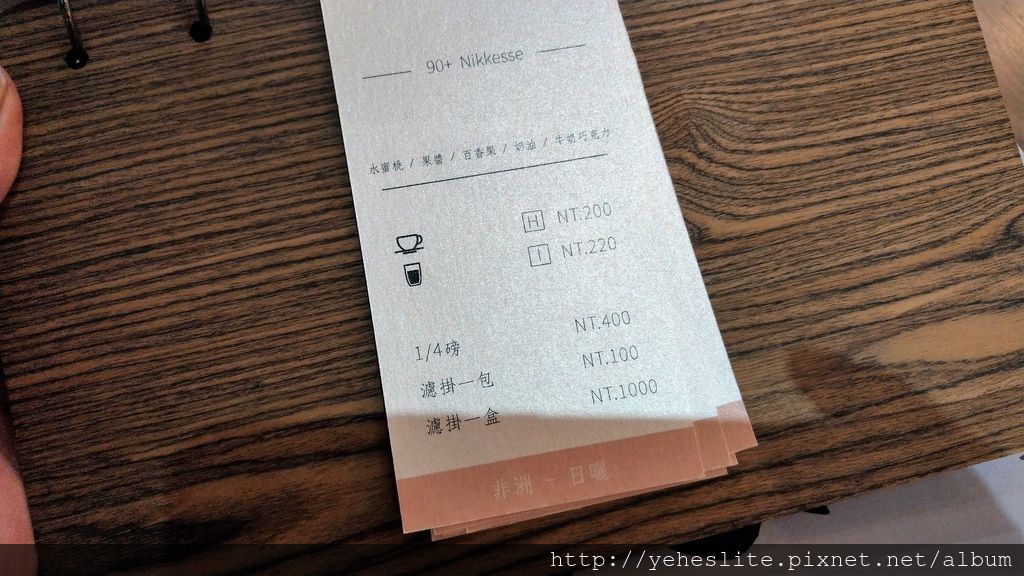 90+ Nikkesse
水蜜桃 / 果醬 / 百香果 / 奶油 / 牛奶巧克力
H NT.200
I NT.220
1/4磅 NT.400
濾掛一包 NT.100
濾掛一盒 NT.1000
非洲 - 日曬
http://yeheslite.pixnet.net/album